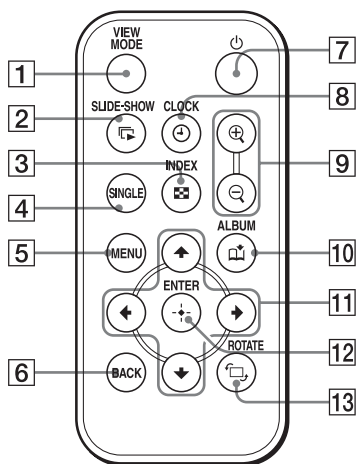 VIEW
MODE
1
7
8
SLIDE-SHOW CLOCK
2
3
INDEX
9
4
SINGLE
ALBUM
5
MENU
10
ENTER
11
12
6
BACK
ROTATE
13